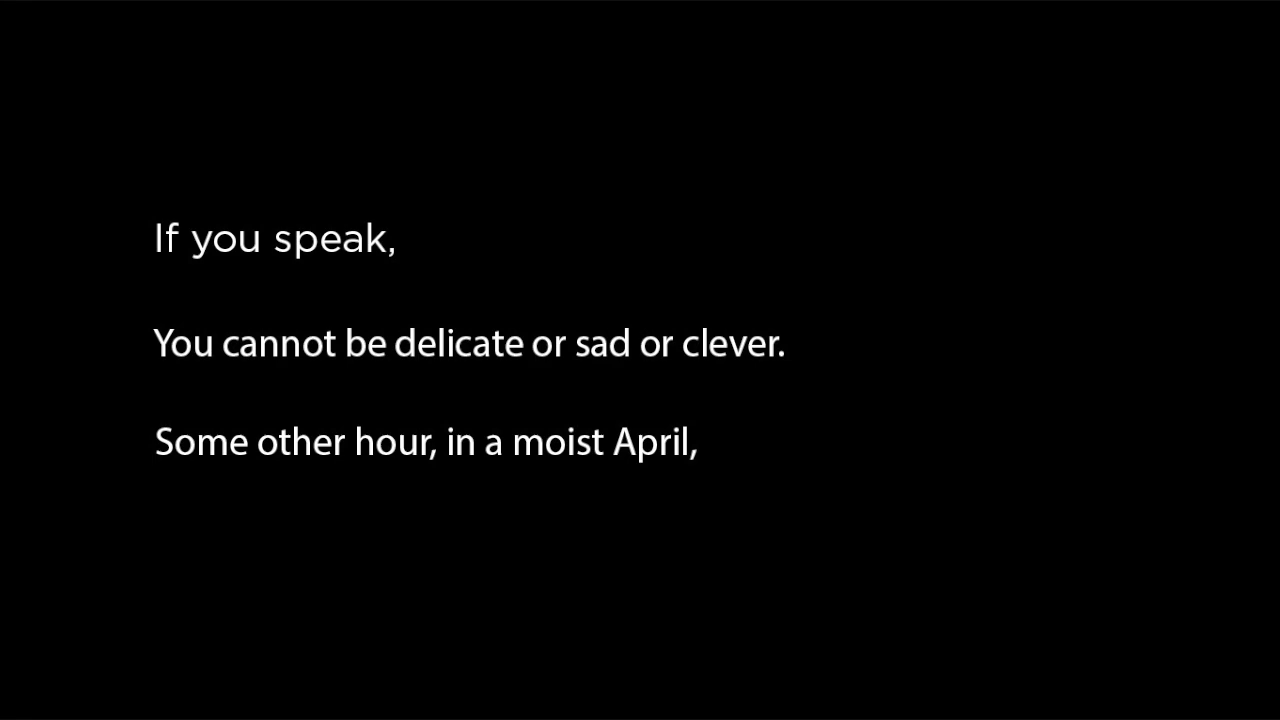 If you speak,
You cannot be delicate or sad or clever.
Some other hour, in a moist April,